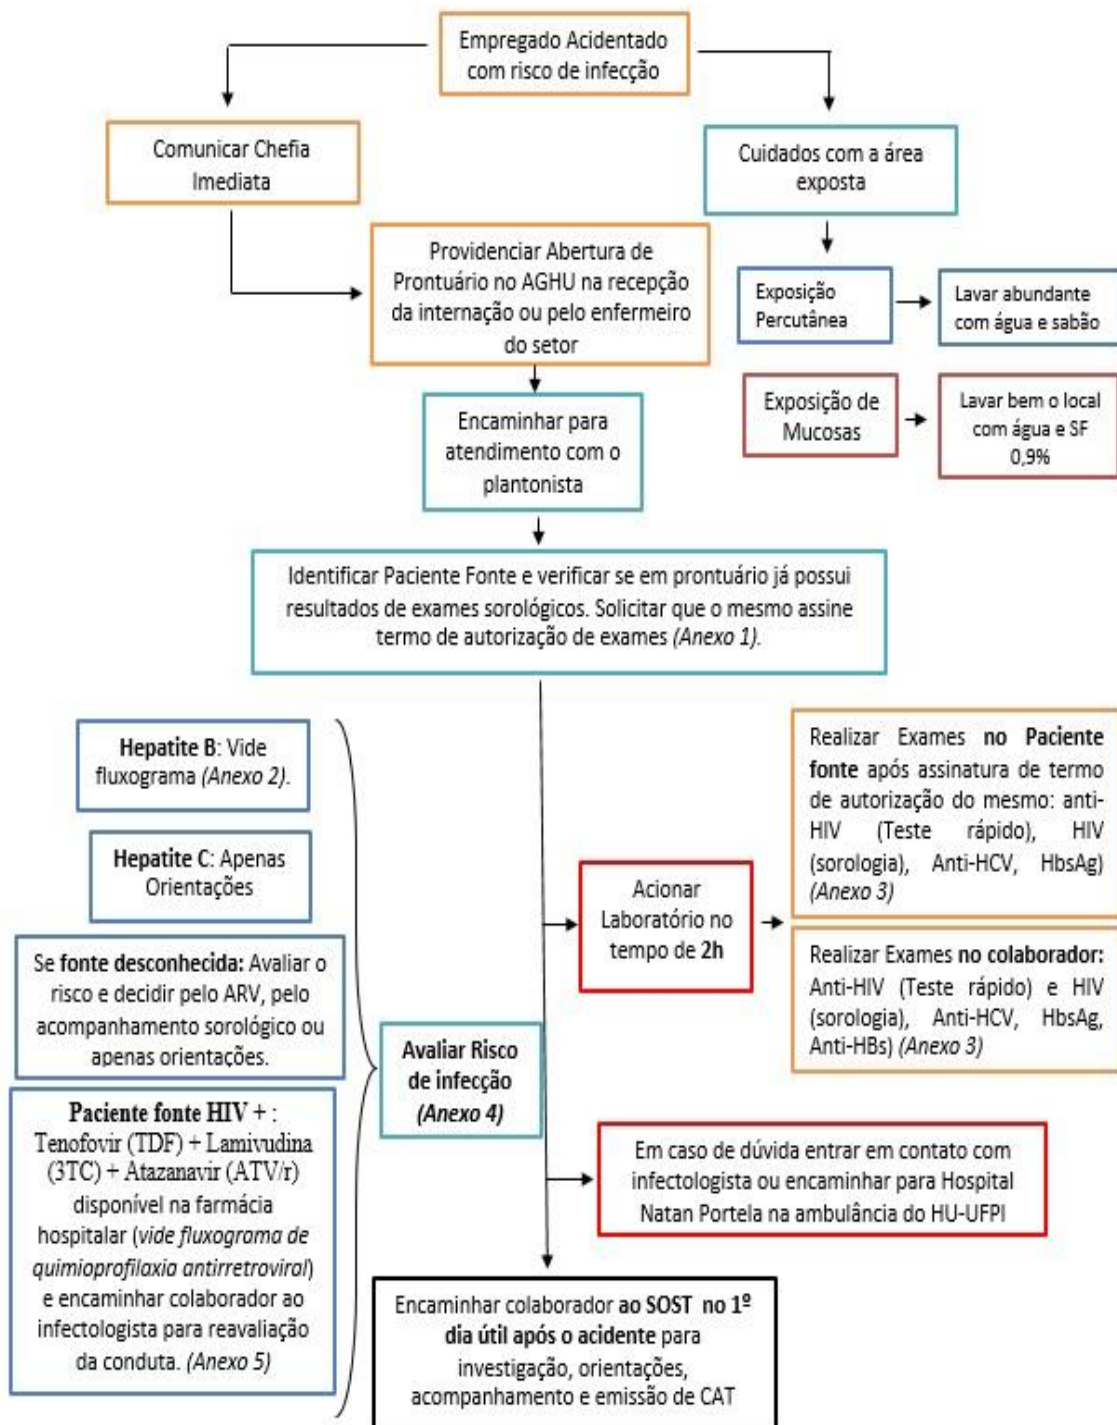 Empregado Acidentado
com risco de infecção
Comunicar Chefia
Imediata
Cuidados com a área
exposta
Providenciar Abertura de
Prontuário no AGHU na recepção
da internação ou pelo enfermeiro
do setor
Exposição
Percutânea
Lavar abundante
com água e sabão
Exposição de
Mucosas
Lavar bem o local
com água e SF
0,9%
Encaminhar para
atendimento com o
plantonista
Identificar Paciente Fonte e verificar se em prontuário já possui
resultados de exames sorológicos. Solicitar que o mesmo assine
termo de autorização de exames (Anexo 1).
Hepatite B: Vide
fluxograma (Anexo 2).
Hepatite C: Apenas
Orientações
Se fonte desconhecida: Avaliar o
risco e decidir pelo ARV, pelo
acompanhamento sorológico ou
apenas orientações.
Paciente fonte HIV + :
Tenofovir (TDF) + Lamivudina
(3TC) + Atazanavir (ATV/r)
disponível na farmácia
hospitalar (vide fluxograma de
quimioprofilaxia antirretroviral)
e encaminhar colaborador ao
infectologista para reavaliação
da conduta. (Anexo 5)
Avaliar Risco
de infecção
(Anexo 4)
Acionar
Laboratório no
tempo de 2h
Realizar Exames no Paciente
fonte após assinatura de termo
de autorização do mesmo: anti-
HIV (Teste rápido), HIV
(sorologia), Anti-HCV, HbsAg)
(Anexo 3)
Realizar Exames no colaborador:
Anti-HIV (Teste rápido) e HIV
(sorologia), Anti-HCV, HbsAg,
Anti-HBs) (Anexo 3)
Em caso de dúvida entrar em contato com
infectologista ou encaminhar para Hospital
Natan Portela na ambulância do HU-UFPI
Encaminhar colaborador ao SOST no 1º
dia útil após o acidente para
investigação, orientações,
acompanhamento e emissão de CAT